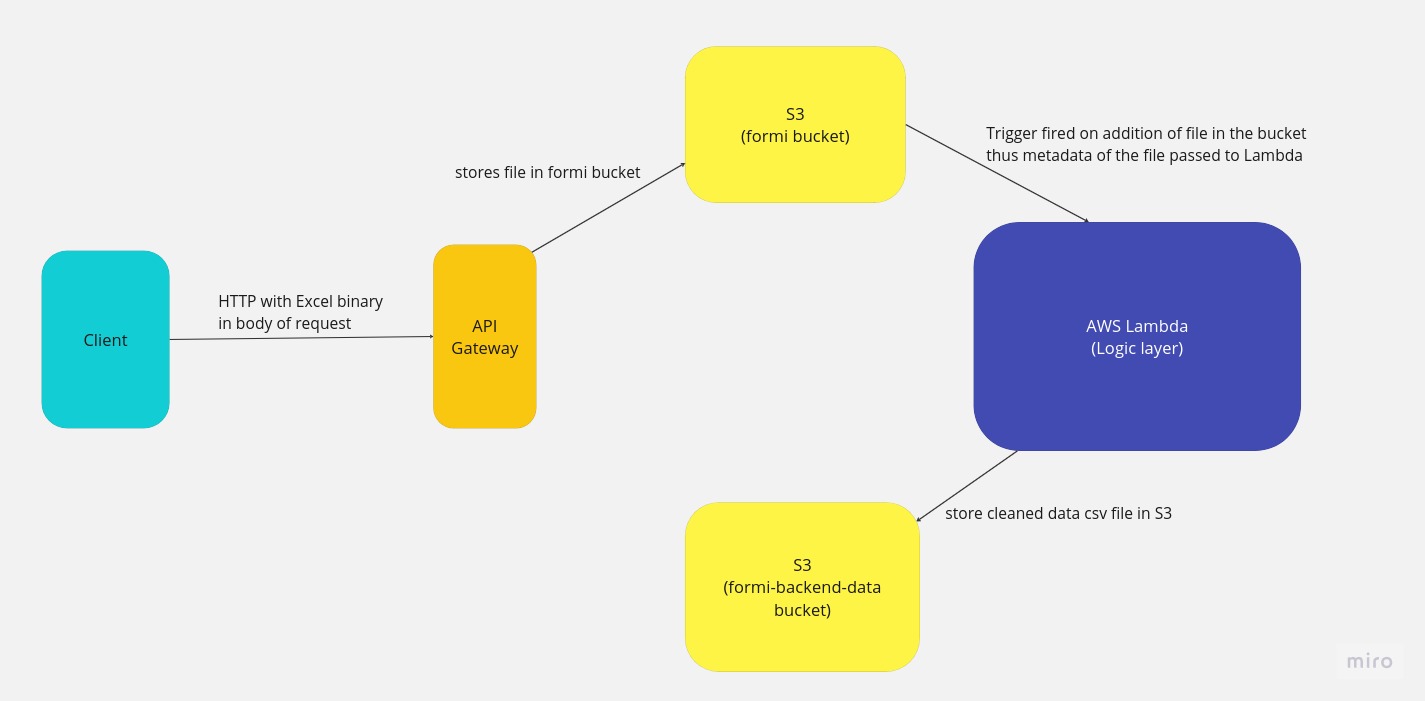 S3
(formi bucket)
Trigger fired on addition of file in the bucket
thus metadata of the file passed to Lambda
stores file in formi bucket
HTTP with Excel binary
in body of request
Client
API
Gateway
AWS Lambda
(Logic layer)
store cleaned data csv file in S3
S3
(formi-backend-data
bucket)
miro